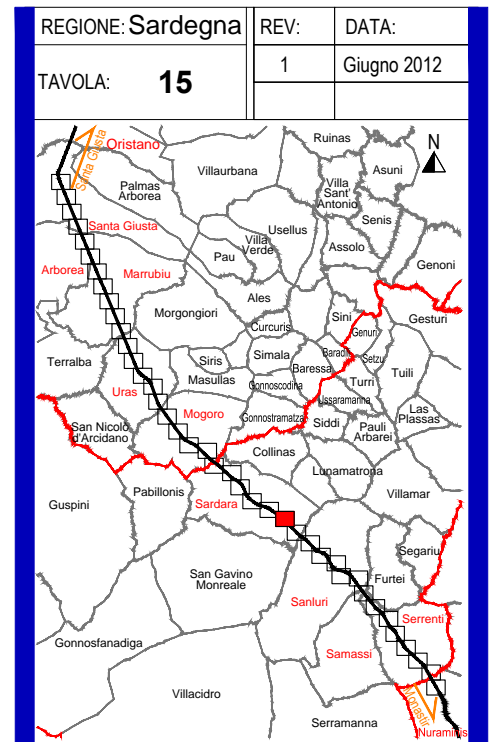 REGIONE: Sardegna
REV:
DATA:
TAVOLA: 15
1
Giugno 2012
N
Ruinas
Oristano
Santa Giusta
Villaurbana
Asuni
Palmas
Arborea
Villa
Sant'
Antonio
Senis
Santa Giusta
Usellus
Villa
Verde
Assolo
Pau
Genoni
Arborea
Marrubiu
Ales
Morgongiori
Sini
Gesturi
Curcuris
Genuri
Terralba
Siris
Simala
Baradili
Setzu
Baressa
Tuili
Masullas
Gonnoscodina
Turri
Uras
Ussaramanna
Mogoro
Gonnostramatza
Siddi
Las
Plassas
San Nicolò
d'Arcidano
Pauli
Arbarei
Collinas
Lunamatrona
Pabillonis
Villamar
Guspini
Sardara
Segariu
San Gavino
Monreale
Furtei
Sanluri
Serrenti
Gonnosfanadiga
Samassi
Villacidro
Monastir
Serramanna
Nuraminis